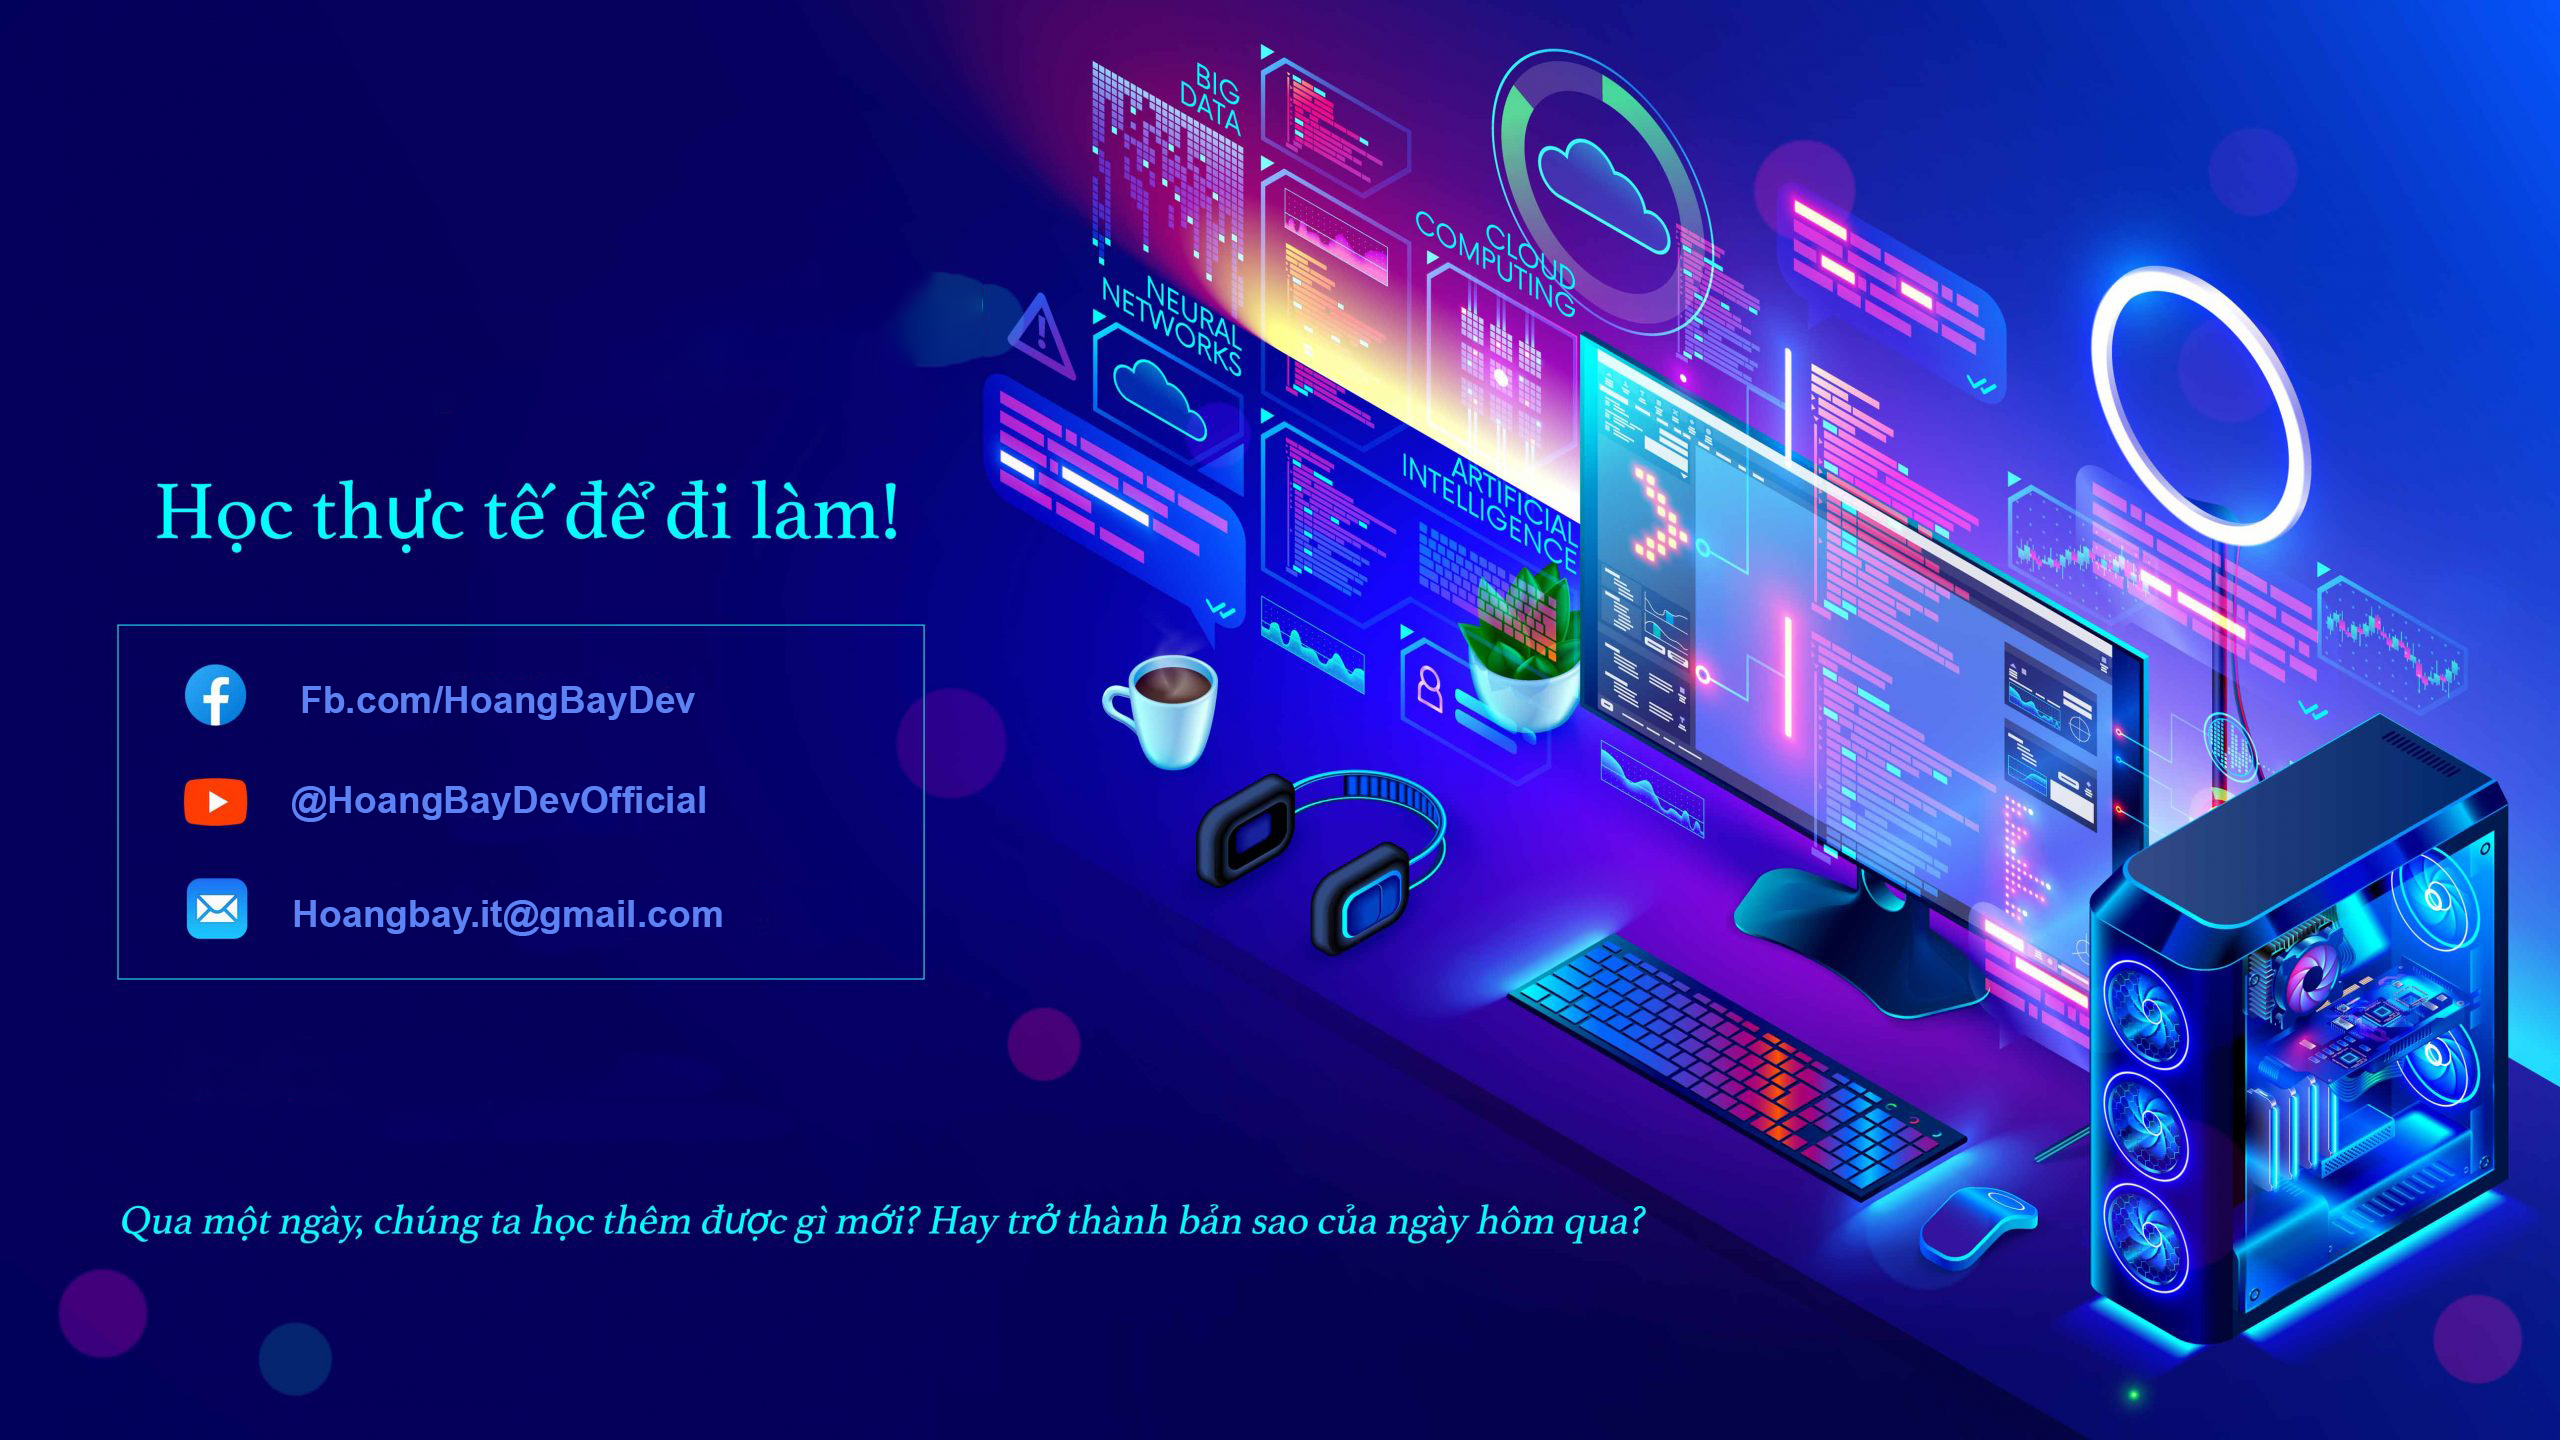 BIG
DATA
NEURAL
NETWORKS
CLOUD
COMPUTING
ARTIFICIAL
INTELLIGENCE
Học thực tế để đi làm!
Fb.com/HoangBayDev
@HoangBayDevOfficial
Hoangbay.it@gmail.com
Qua một ngày, chúng ta học thêm được gì mới? Hay trở thành bản sao của ngày hôm qua?